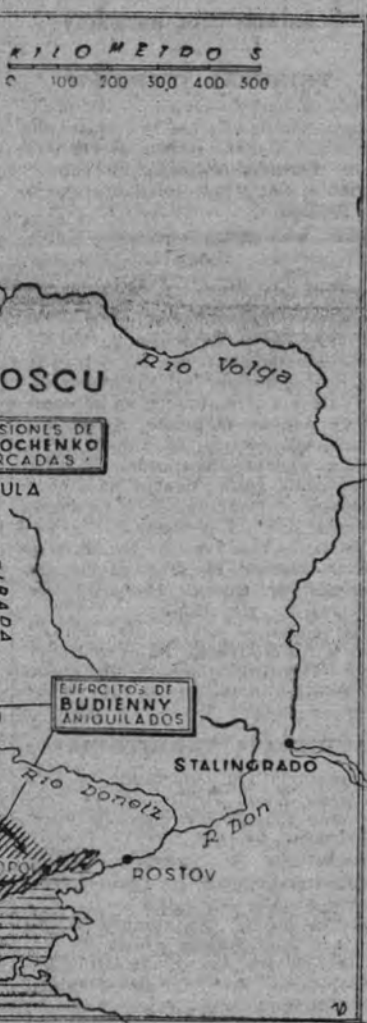 KILOMETROS
0 100 200 300 400 500
Rio Volga
OSCU
SIONES DE
OCHENKO
RCADAS
ULA
EJERCITOS DE
BUDIENNY
ANIQUILADOS
STALINGRADO
Rio Donetz
R. Don
ROSTOV